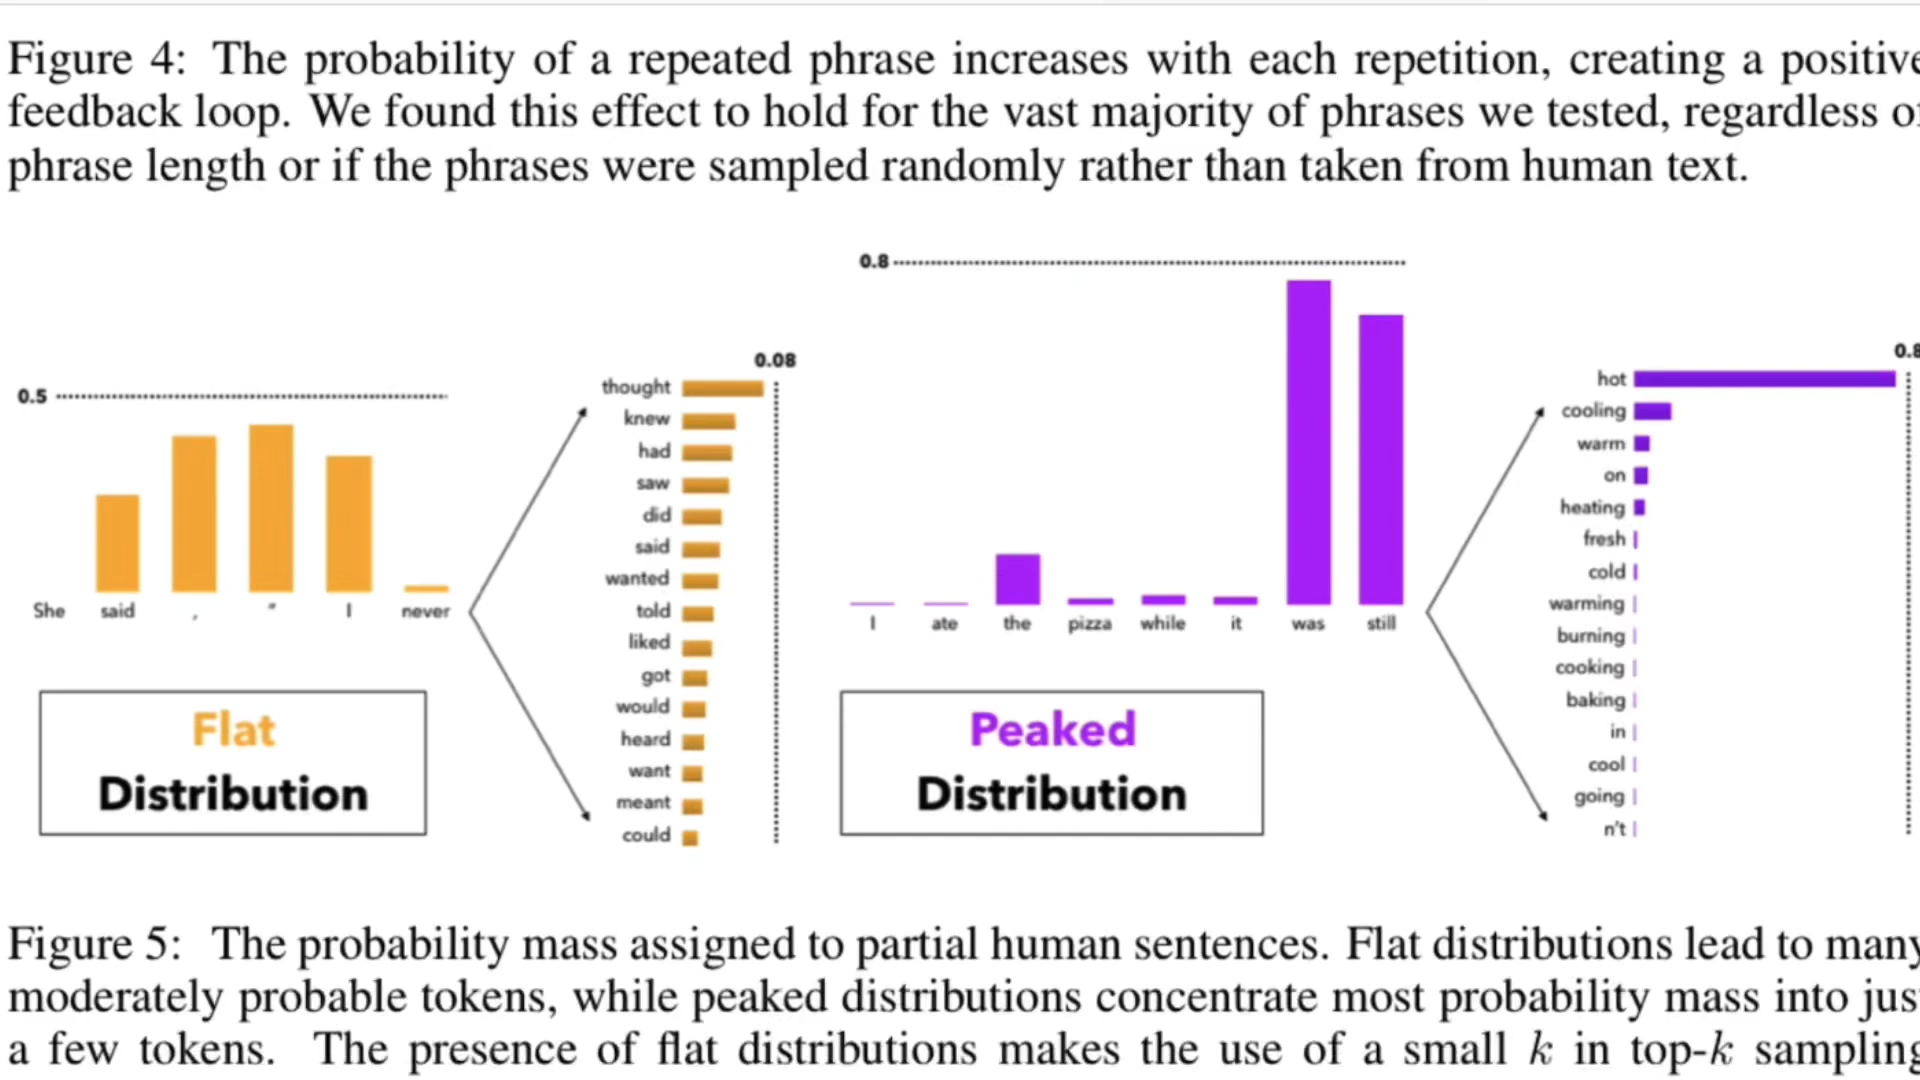 Figure 4: The probability of a repeated phrase increases with each repetition, creating a positive
feedback loop. We found this effect to hold for the vast majority of phrases we tested, regardless of
phrase length or if the phrases were sampled randomly rather than taken from human text.
0.5
She said , " I never
Flat
Distribution
0.08
thought
knew
had
saw
did
said
wanted
told
liked
got
would
heard
want
meant
could
0.8
I ate the pizza while it was still
Peaked
Distribution
0.8
hot
cooling
warm
on
heating
fresh
cold
warming
burning
cooking
baking
in
cool
going
n't
Figure 5: The probability mass assigned to partial human sentences. Flat distributions lead to many
moderately probable tokens, while peaked distributions concentrate most probability mass into jus
a few tokens. The presence of flat distributions makes the use of a small k in top-k sampling